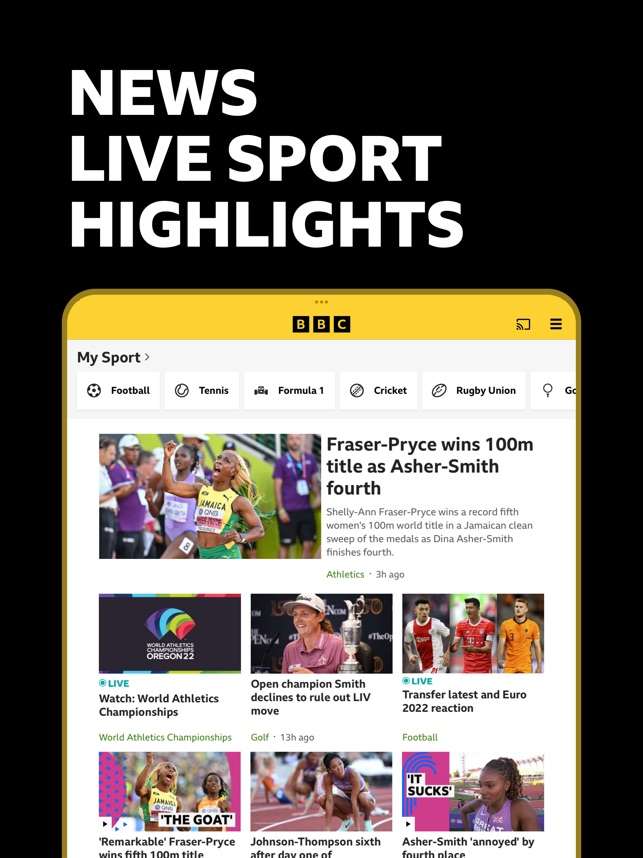 NEWS
LIVE SPORT
HIGHLIGHTS
BBC
My Sport
Football
Tennis
Formula 1
Cricket
Rugby Union
Fraser-Pryce wins 100m
title as Asher-Smith
fourth
Shelly-Ann Fraser-Pryce wins a record fifth
women's 100m world title in a Jamaican clean
sweep of the medals as Dina Asher-Smith
finishes fourth.
Athletics · 3h ago
JAMAICA
8
WORLD ATHLETICS
CHAMPIONSHIPS
OREGON22
LIVE
Watch: World Athletics
Championships
World Athletics Championships
Open champion Smith
declines to rule out LIV
move
Golf · 13h ago
LIVE
Transfer latest and Euro
2022 reaction
Football
'THE GOAT'
'Remarkable' Fraser-Pryce
wins fifth 100m title
Johnson-Thompson sixth
after day one of
'IT
SUCKS'
Asher-Smith 'annoyed' by
fourth place